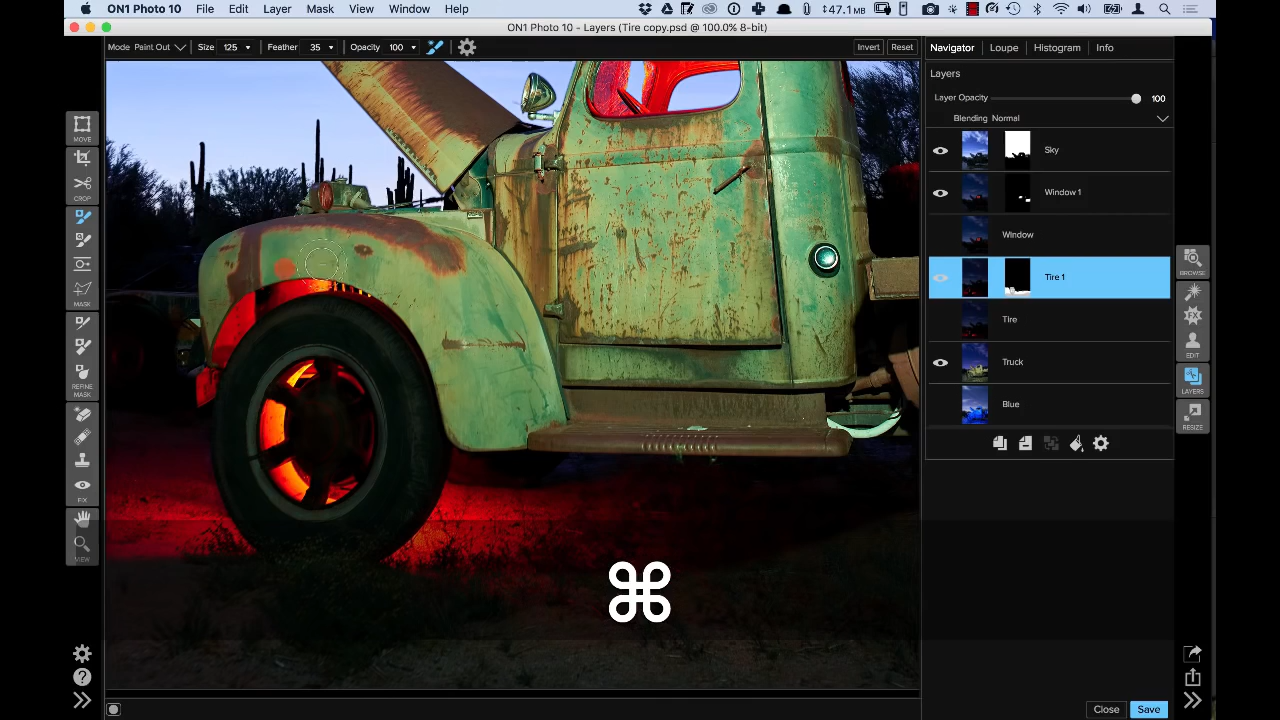 ON1 Photo 10 File Edit Layer Mask View Window Help 47.1MB
ON1 Photo 10 - Layers (Tire copy.psd @ 100.0% 8-bit)
Mode Paint Out Size 125 Feather 35 Opacity 100 Invert Reset
Navigator Loupe Histogram Info
Layers
Layer Opacity 100
Blending Normal
Sky
Window 1
WIndow
Tire 1
Tire
Truck
Blue
MOVE
CROP
MASK
REFINE
MASK
FIX
VIEW
BROWSE
EDIT
LAYERS
RESIZE
Close Save